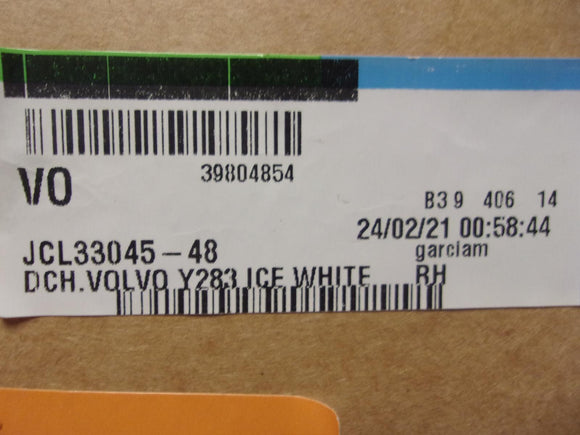 39804854
VO
B39 406 14
24/02/21 00:58:44
JCL33045-48
garciam
DCH.VOLVO Y283 ICE WHITE RH